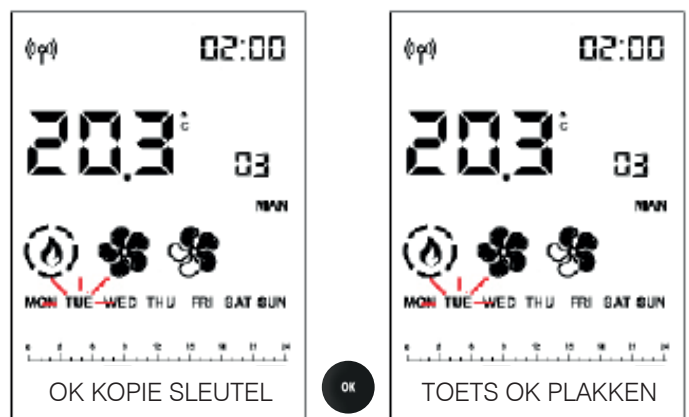 02:00
20.3 °C
03
MAN
MON TUE WED THU FRI SAT SUN
OK KOPIE SLEUTEL
OK
02:00
20.3 °C
03
MAN
MON TUE WED THU FRI SAT SUN
TOETS OK PLAKKEN